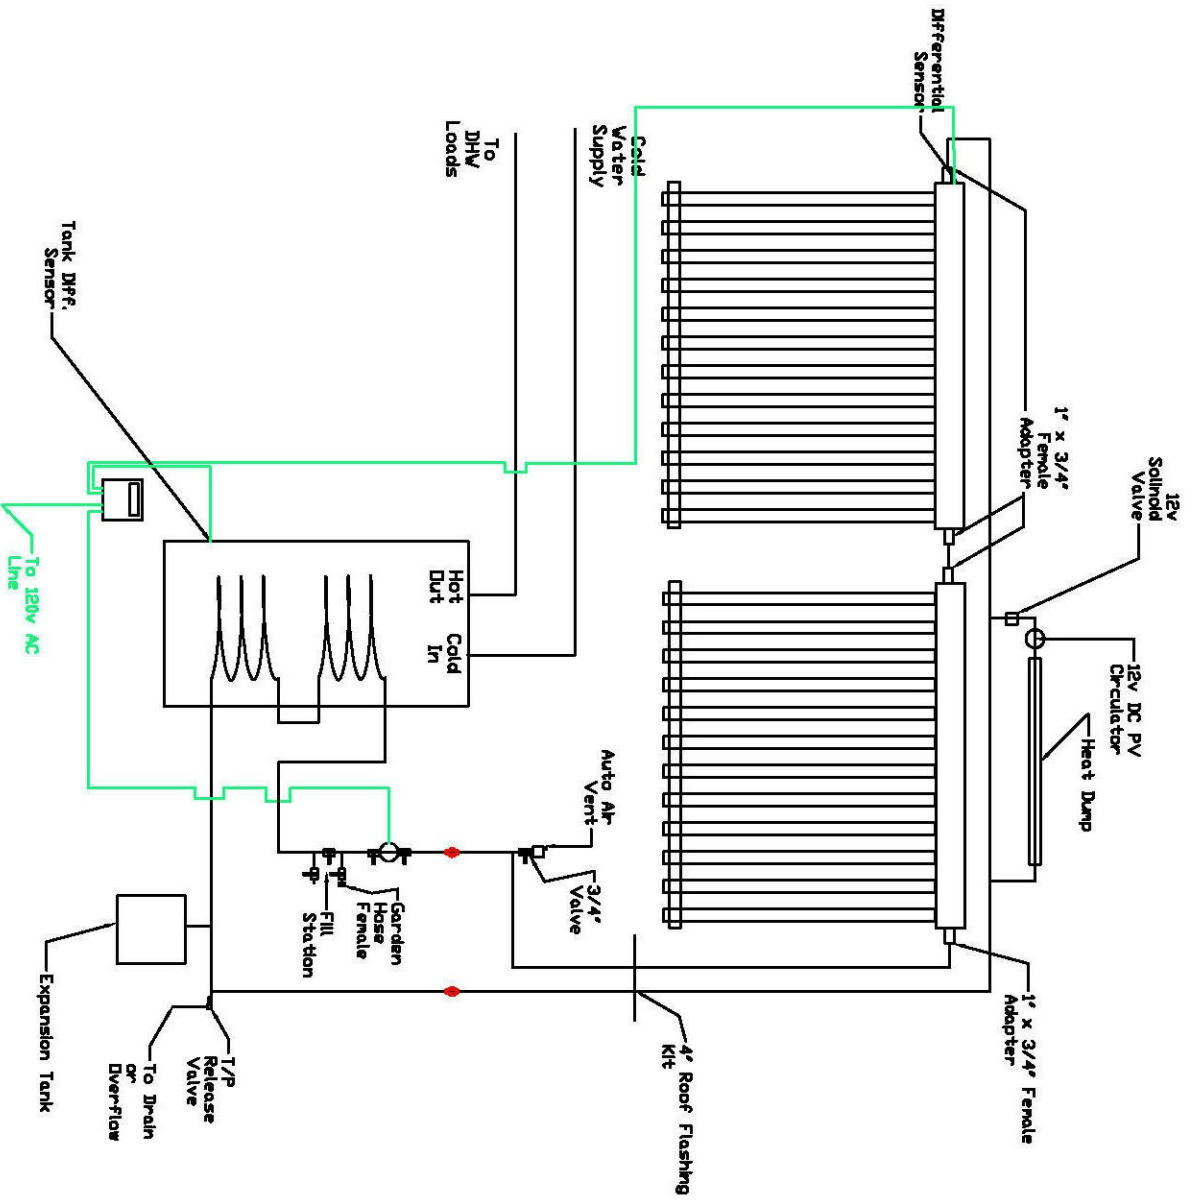 Differential
Sensor
1" x 3/4"
Female
Adapter
12v
Solinoid
Valve
12v DC PV
Circulator
Heat Dump
1" x 3/4" Female
Adapter
Cold
Water
Supply
To
DHW
Loads
4" Roof Flashing
Kit
Auto Air
Vent
3/4"
Valve
Garden
Hose
Female
Fill
Station
Hot
Out
Cold
In
Tank Diff.
Sensor
To 120v AC
Line
T/P
Release
Valve
To Drain
or
Overflow
Expansion Tank